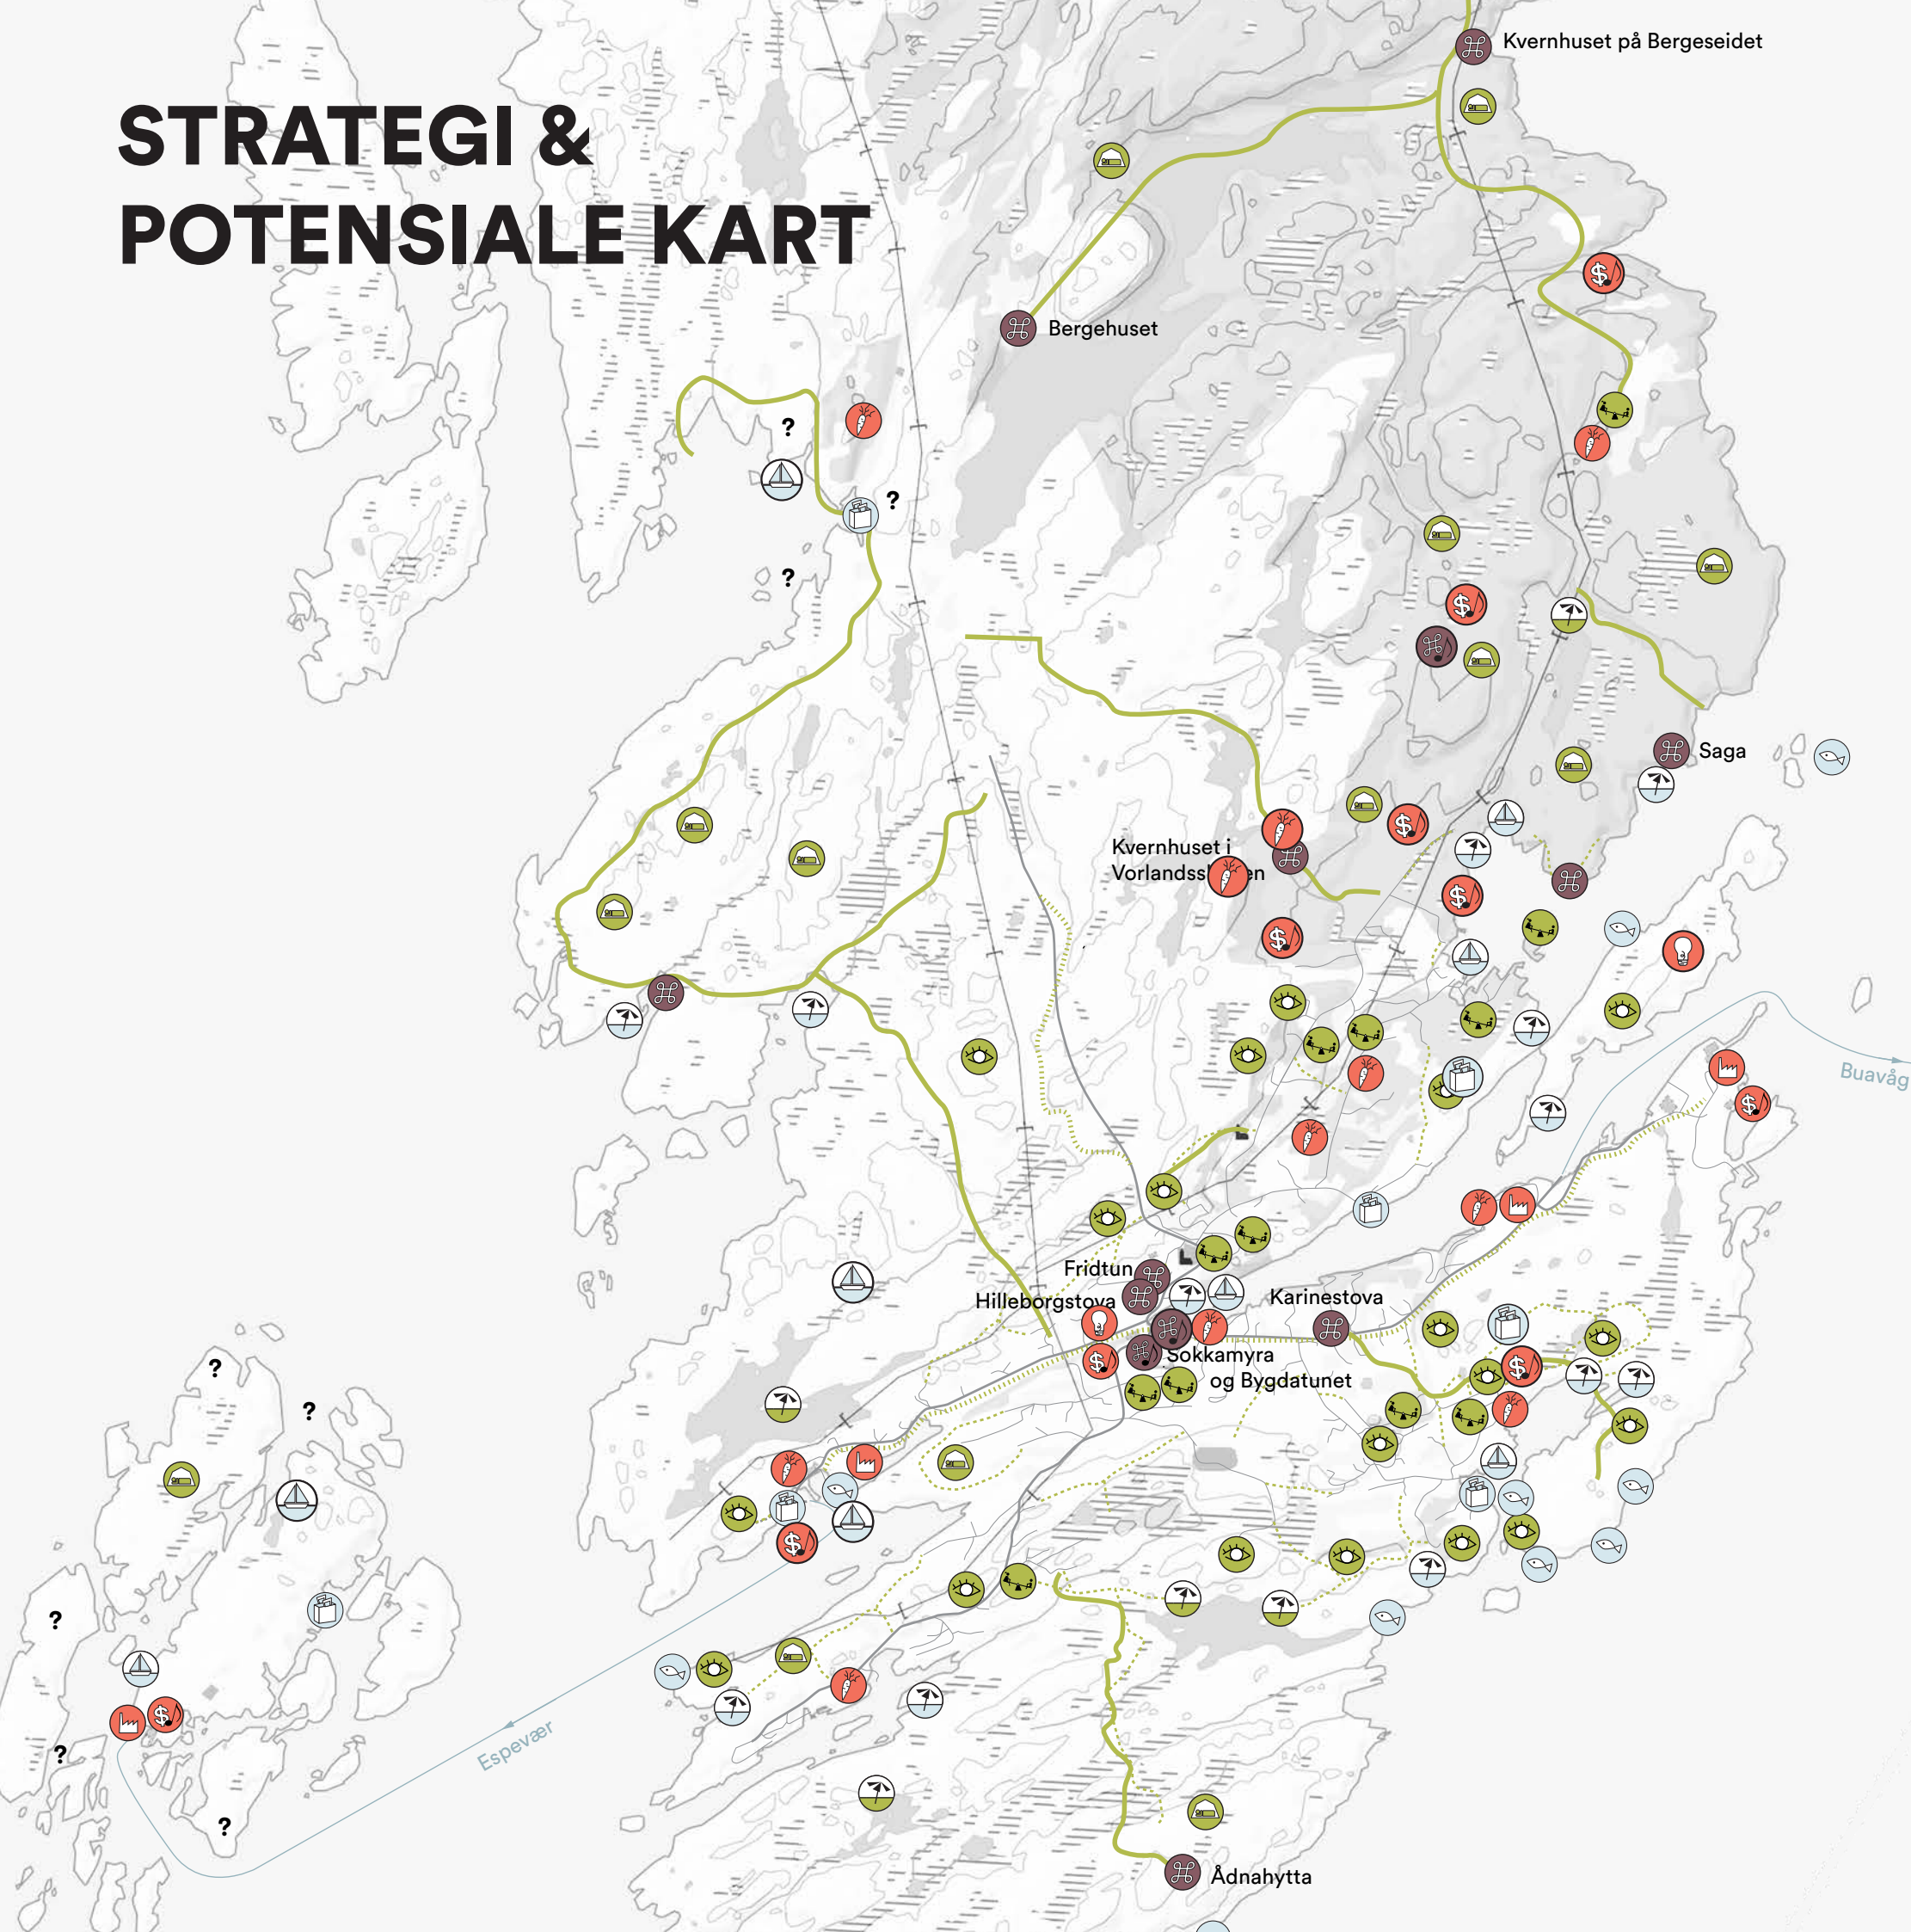 STRATEGI &
POTENSIALE KART
Kvernhuset på Bergeseidet
Bergehuset
?
?
?
Saga
Kvernhuset i
Buavåg
Fridtun
Hilleborgstova
Karinestova
Sokkamyra
og Bygdatunet
?
?
?
?
?
Espevær
Ådnahytta